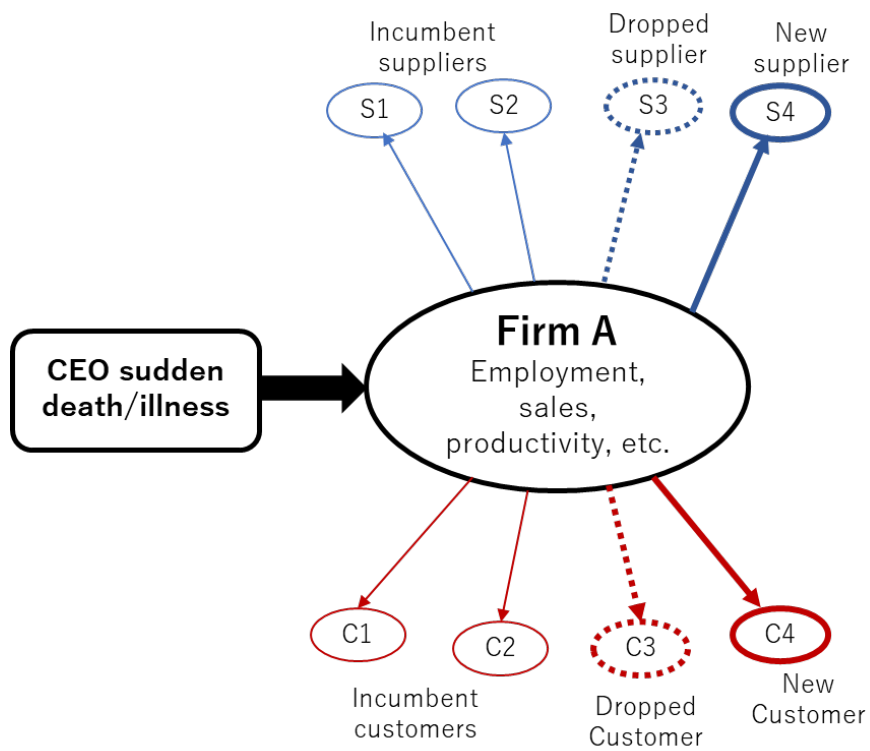 Incumbent
suppliers
Dropped
supplier
New
supplier
S1
S2
S3
S4
CEO sudden
death/illness
Firm A
Employment,
sales,
productivity, etc.
C1
C2
C3
C4
Incumbent
customers
Dropped
Customer
New
Customer